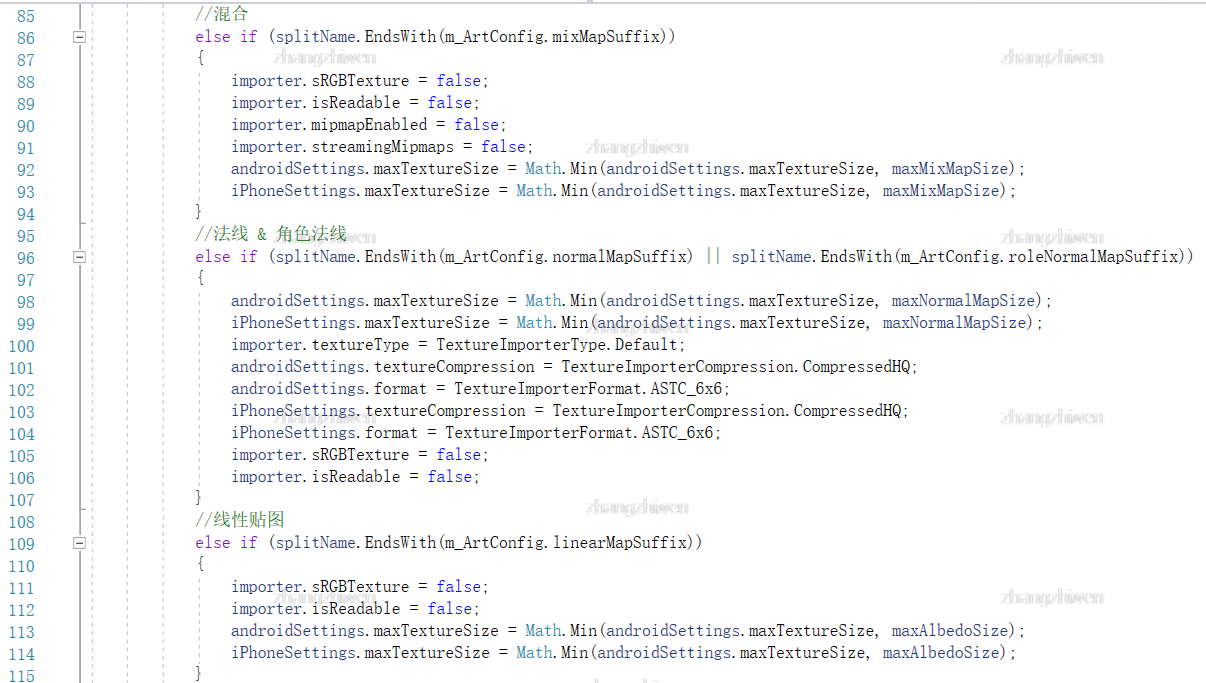 85 //混合
86 else if (splitName.EndsWith(m_ArtConfig.mixMapSuffix))
87 {
88 importer.sRGBTexture = false;
89 importer.isReadable = false;
90 importer.mipmapEnabled = false;
91 importer.streamingMipmaps = false;
92 androidSettings.maxTextureSize = Math.Min(androidSettings.maxTextureSize, maxMixMapSize);
93 iPhoneSettings.maxTextureSize = Math.Min(androidSettings.maxTextureSize, maxMixMapSize);
94 }
95 //法线 & 角色法线
96 else if (splitName.EndsWith(m_ArtConfig.normalMapSuffix) || splitName.EndsWith(m_ArtConfig.roleNormalMapSuffix))
97 {
98 androidSettings.maxTextureSize = Math.Min(androidSettings.maxTextureSize, maxNormalMapSize);
99 iPhoneSettings.maxTextureSize = Math.Min(androidSettings.maxTextureSize, maxNormalMapSize);
100 importer.textureType = TextureImporterType.Default;
101 androidSettings.textureCompression = TextureImporterCompression.CompressedHQ;
102 androidSettings.format = TextureImporterFormat.ASTC_6x6;
103 iPhoneSettings.textureCompression = TextureImporterCompression.CompressedHQ;
104 iPhoneSettings.format = TextureImporterFormat.ASTC_6x6;
105 importer.sRGBTexture = false;
106 importer.isReadable = false;
107 }
108 //线性贴图
109 else if (splitName.EndsWith(m_ArtConfig.linearMapSuffix))
110 {
111 importer.sRGBTexture = false;
112 importer.isReadable = false;
113 androidSettings.maxTextureSize = Math.Min(androidSettings.maxTextureSize, maxAlbedoSize);
114 iPhoneSettings.maxTextureSize = Math.Min(androidSettings.maxTextureSize, maxAlbedoSize);
115 }